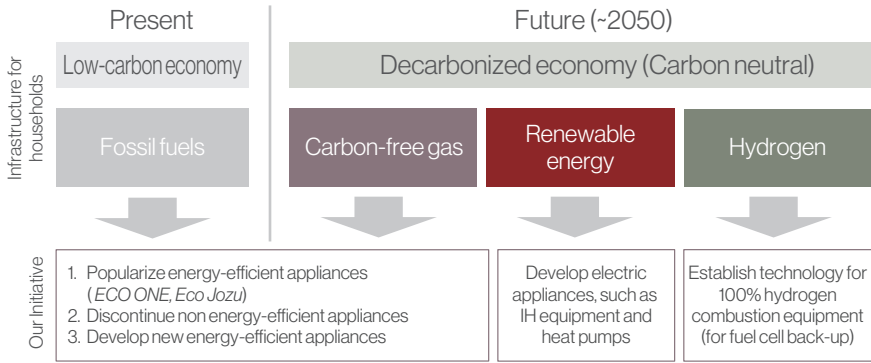 Present
Future (~2050)
Infrastructure for
households
Low-carbon economy
Decarbonized economy (Carbon neutral)
Fossil fuels
Carbon-free gas
Renewable
energy
Hydrogen
Our Initiative
1. Popularize energy-efficient appliances
(ECO ONE, Eco Jozu)
2. Discontinue non energy-efficient appliances
3. Develop new energy-efficient appliances
Develop electric
appliances, such as
IH equipment and
heat pumps
Establish technology for
100% hydrogen
combustion equipment
(for fuel cell back-up)